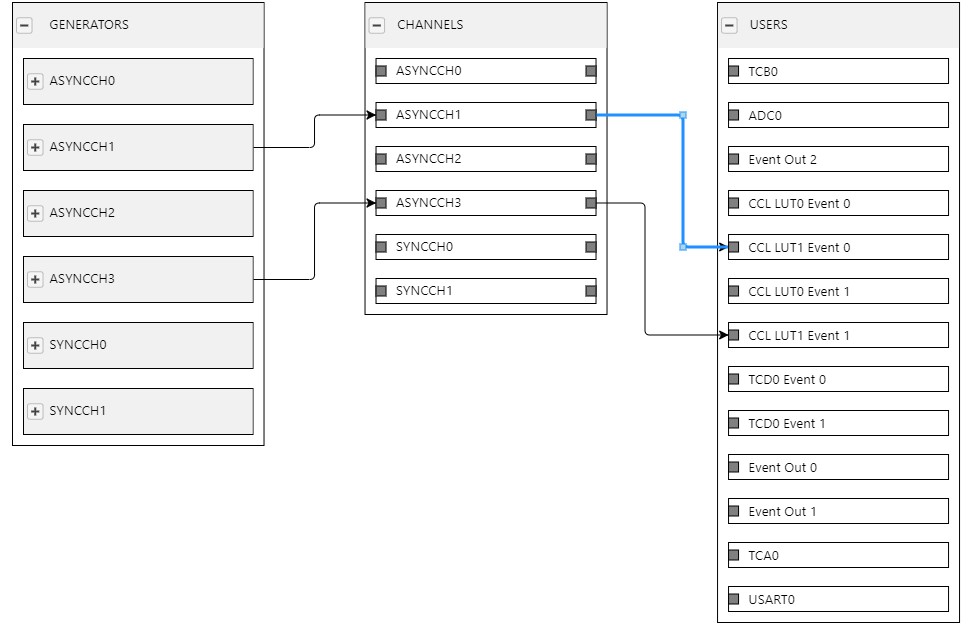 GENERATORS
ASYNCCH0
ASYNCCH1
ASYNCCH2
ASYNCCH3
SYNCCH0
SYNCCH1
CHANNELS
ASYNCCH0
ASYNCCH1
ASYNCCH2
ASYNCCH3
SYNCCH0
SYNCCH1
USERS
TCB0
ADC0
Event Out 2
CCL LUT0 Event 0
CCL LUT1 Event 0
CCL LUT0 Event 1
CCL LUT1 Event 1
TCD0 Event 0
TCD0 Event 1
Event Out 0
Event Out 1
TCA0
USART0